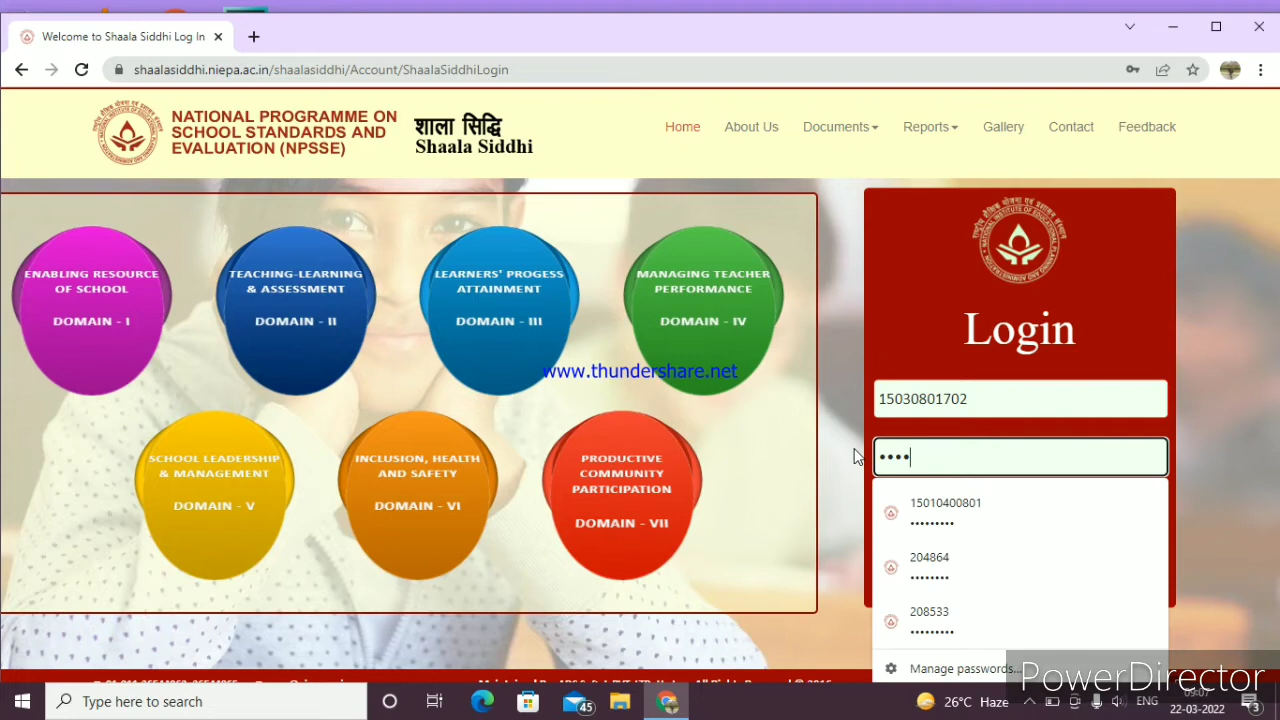 Welcome to Shaala Siddhi Log In
shaalasiddhi.niepa.ac.in/shaalasiddhi/Account/ShaalaSiddhiLogin
NATIONAL PROGRAMME ON
SCHOOL STANDARDS AND
EVALUATION (NPSSE)
शाला सिद्धि
Shaala Siddhi
Home About Us Documents Reports Gallery Contact Feedback
ENABLING RESOURCE
OF SCHOOL
DOMAIN - I
TEACHING-LEARNING
& ASSESSMENT
DOMAIN - II
LEARNERS' PROGESS
ATTAINMENT
DOMAIN - III
MANAGING TEACHER
PERFORMANCE
DOMAIN - IV
www.thundershare.net
SCHOOL LEADERSHIP
& MANAGEMENT
DOMAIN - V
INCLUSION, HEALTH
AND SAFETY
DOMAIN - VI
PRODUCTIVE
COMMUNITY
PARTICIPATION
DOMAIN - VII
Login
15030801702
••••
15010400801
•••••••••
204864
••••••••
208533
•••••••••
Manage passwords...
PowerDirector
Type here to search
45
26°C Haze
ENG
09:07
22-03-2022
3